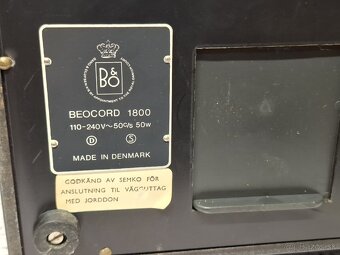 B&O
BEOCORD 1800
110-240V~50c/s 50w
D S
MADE IN DENMARK
GODKÄND AV SEMKO FÖR
ANSLUTNING TILL VÄGGUTTAG
MED JORDDON